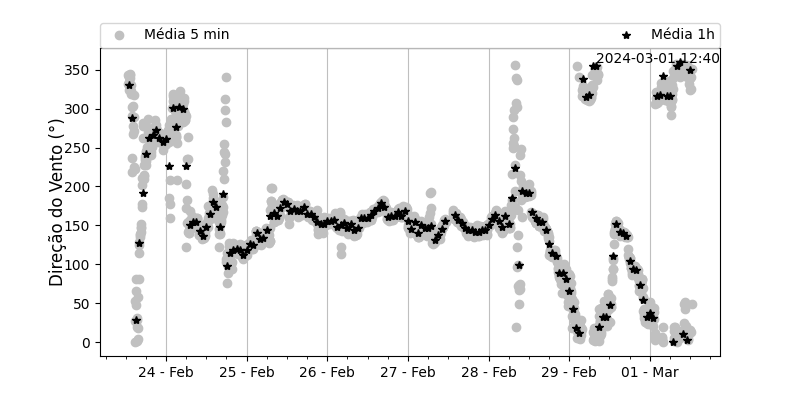 Média 5 min
Média 1h
2024-03-01 12:40
Direção do Vento (°)
350
300
250
200
150
100
50
0
24 - Feb
25 - Feb
26 - Feb
27 - Feb
28 - Feb
29 - Feb
01 - Mar